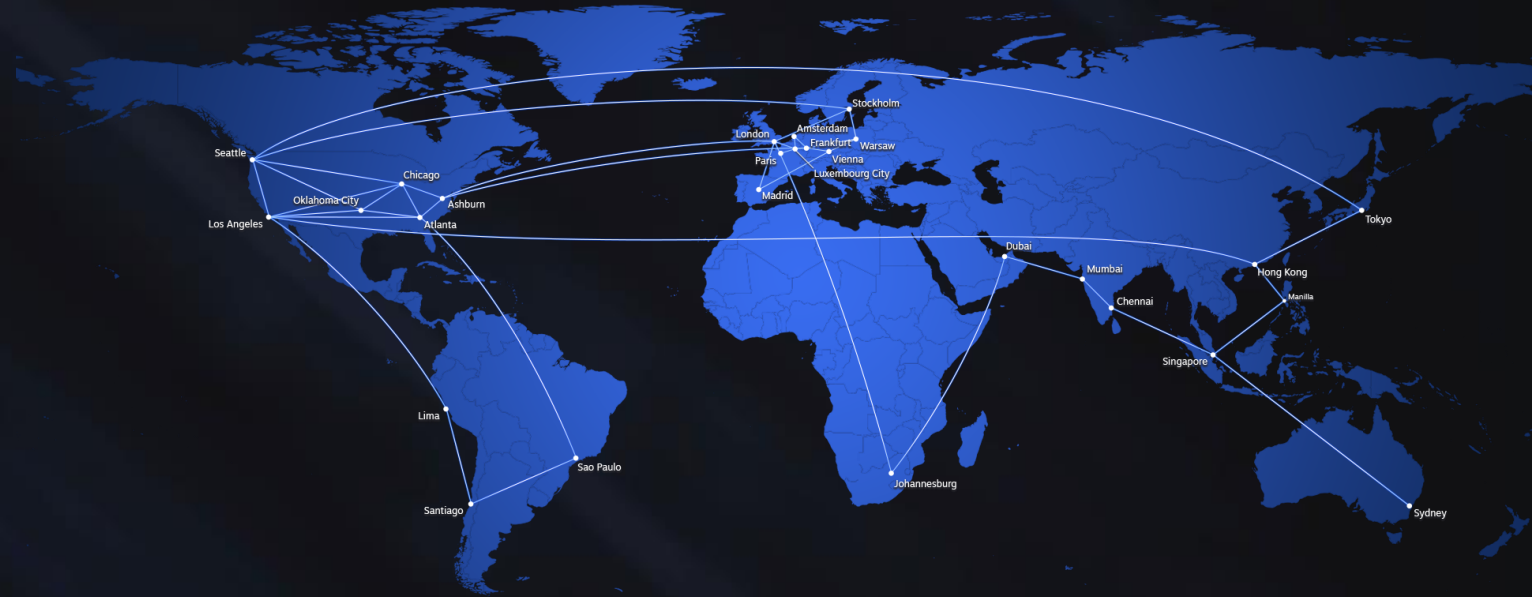 Stockholm
Amsterdam
London
Frankfurt
Warsaw
Seattle
Paris
Vienna
Chicago
Luxembourg City
Madrid
Oklahoma City
Ashburn
Los Angeles
Atlanta
Tokyo
Dubai
Mumbai
Hong Kong
Manilla
Chennai
Singapore
Lima
Sao Paulo
Johannesburg
Santiago
Sydney